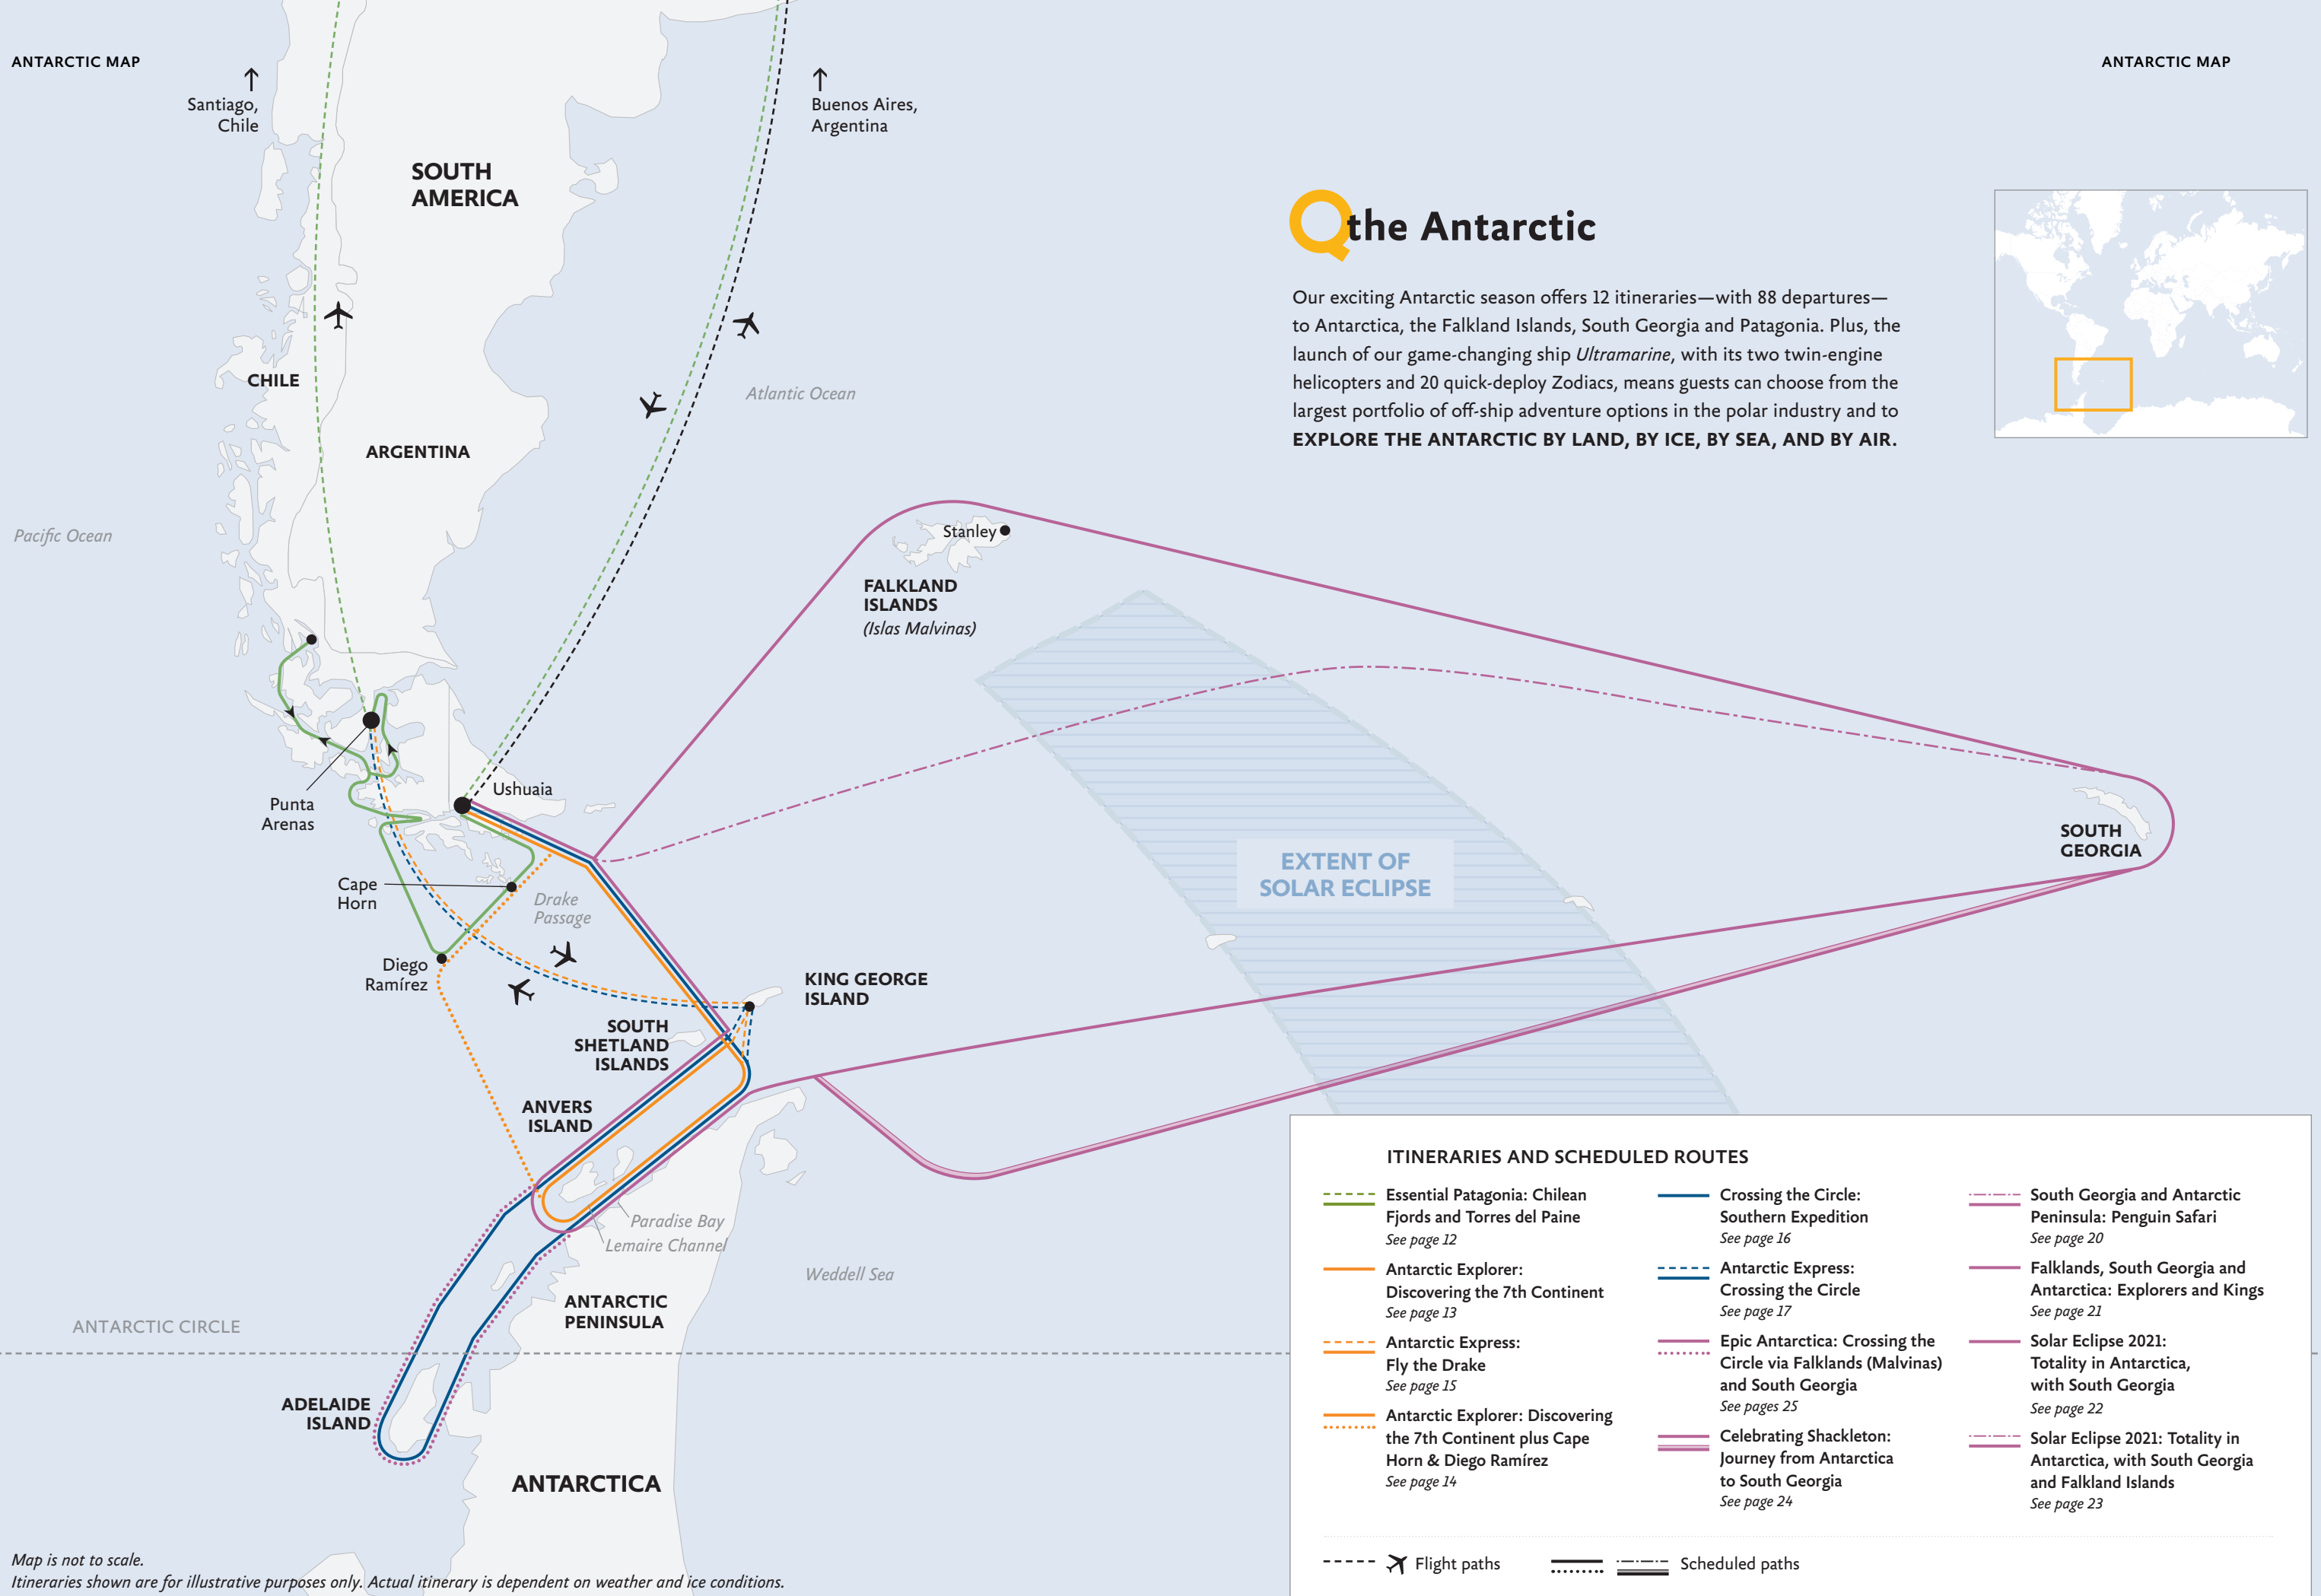 ANTARCTIC MAP
ANTARCTIC MAP
Santiago,
Chile
Buenos Aires,
Argentina
SOUTH
AMERICA
Q the Antarctic
Our exciting Antarctic season offers 12 itineraries—with 88 departures—
to Antarctica, the Falkland Islands, South Georgia and Patagonia. Plus, the
launch of our game-changing ship Ultramarine, with its two twin-engine
helicopters and 20 quick-deploy Zodiacs, means guests can choose from the
largest portfolio of off-ship adventure options in the polar industry and to
EXPLORE THE ANTARCTIC BY LAND, BY ICE, BY SEA, AND BY AIR.
CHILE
Atlantic Ocean
ARGENTINA
Pacific Ocean
Stanley
FALKLAND
ISLANDS
(Islas Malvinas)
Ushuaia
Punta
Arenas
SOUTH
GEORGIA
EXTENT OF
SOLAR ECLIPSE
Cape
Horn
Drake
Passage
Diego
Ramírez
KING GEORGE
ISLAND
SOUTH
SHETLAND
ISLANDS
ANVERS
ISLAND
Paradise Bay
Lemaire Channel
Weddell Sea
ANTARCTIC
PENINSULA
ANTARCTIC CIRCLE
ADELAIDE
ISLAND
ANTARCTICA
ITINERARIES AND SCHEDULED ROUTES
Essential Patagonia: Chilean
Fjords and Torres del Paine
See page 12
Antarctic Explorer:
Discovering the 7th Continent
See page 13
Antarctic Express:
Fly the Drake
See page 15
Antarctic Explorer: Discovering
the 7th Continent plus Cape
Horn & Diego Ramírez
See page 14
Crossing the Circle:
Southern Expedition
See page 16
Antarctic Express:
Crossing the Circle
See page 17
Epic Antarctica: Crossing the
Circle via Falklands (Malvinas)
and South Georgia
See pages 25
Celebrating Shackleton:
Journey from Antarctica
to South Georgia
See page 24
South Georgia and Antarctic
Peninsula: Penguin Safari
See page 20
Falklands, South Georgia and
Antarctica: Explorers and Kings
See page 21
Solar Eclipse 2021:
Totality in Antarctica,
with South Georgia
See page 22
Solar Eclipse 2021: Totality in
Antarctica, with South Georgia
and Falkland Islands
See page 23
Flight paths
Scheduled paths
Map is not to scale.
Itineraries shown are for illustrative purposes only. Actual itinerary is dependent on weather and ice conditions.